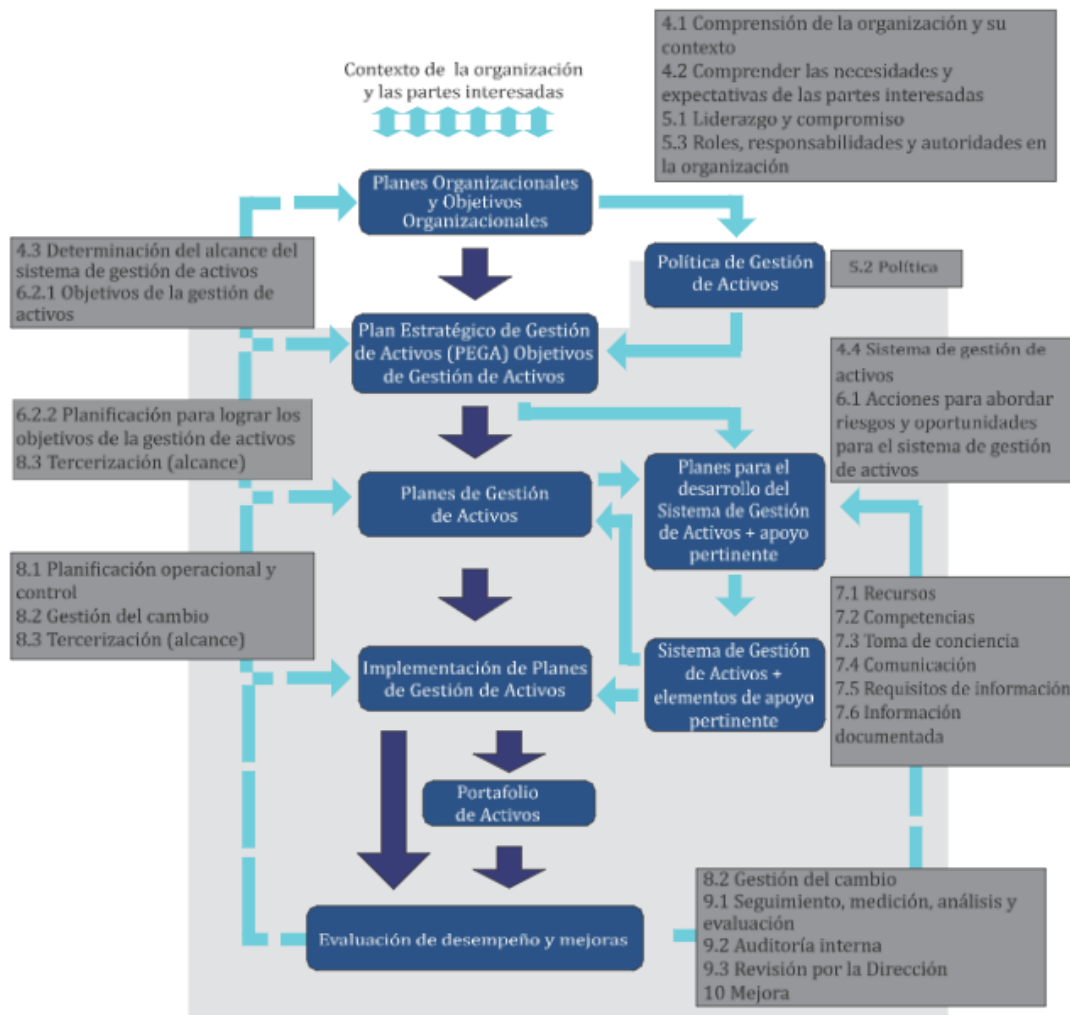 4.1 Comprensión de la organización y su
contexto
4.2 Comprender las necesidades y
expectativas de las partes interesadas
5.1 Liderazgo y compromiso
5.3 Roles, responsabilidades y autoridades en
la organización
Contexto de la organización
y las partes interesadas
Planes Organizacionales
y Objetivos
Organizacionales
4.3 Determinación del alcance del
sistema de gestión de activos
6.2.1 Objetivos de la gestión de
activos
Política de Gestión
de Activos
5.2 Política
Plan Estratégico de Gestión
de Activos (PEGA) Objetivos
de Gestión de Activos
4.4 Sistema de gestión de
activos
6.1 Acciones para abordar
riesgos y oportunidades
para el sistema de gestión
de activos
6.2.2 Planificación para lograr los
objetivos de la gestión de activos
8.3 Tercerización (alcance)
Planes de Gestión
de Activos
Planes para el
desarrollo del
Sistema de Gestión
de Activos + apoyo
pertinente
8.1 Planificación operacional y
control
8.2 Gestión del cambio
8.3 Tercerización (alcance)
7.1 Recursos
7.2 Competencias
7.3 Toma de conciencia
7.4 Comunicación
7.5 Requisitos de información
7.6 Información
documentada
Implementación de Planes
de Gestión de Activos
Sistema de Gestión
de Activos +
elementos de apoyo
pertinente
Portafolio
de Activos
Evaluación de desempeño y mejoras
8.2 Gestión del cambio
9.1 Seguimiento, medición, análisis y
evaluación
9.2 Auditoría interna
9.3 Revisión por la Dirección
10 Mejora